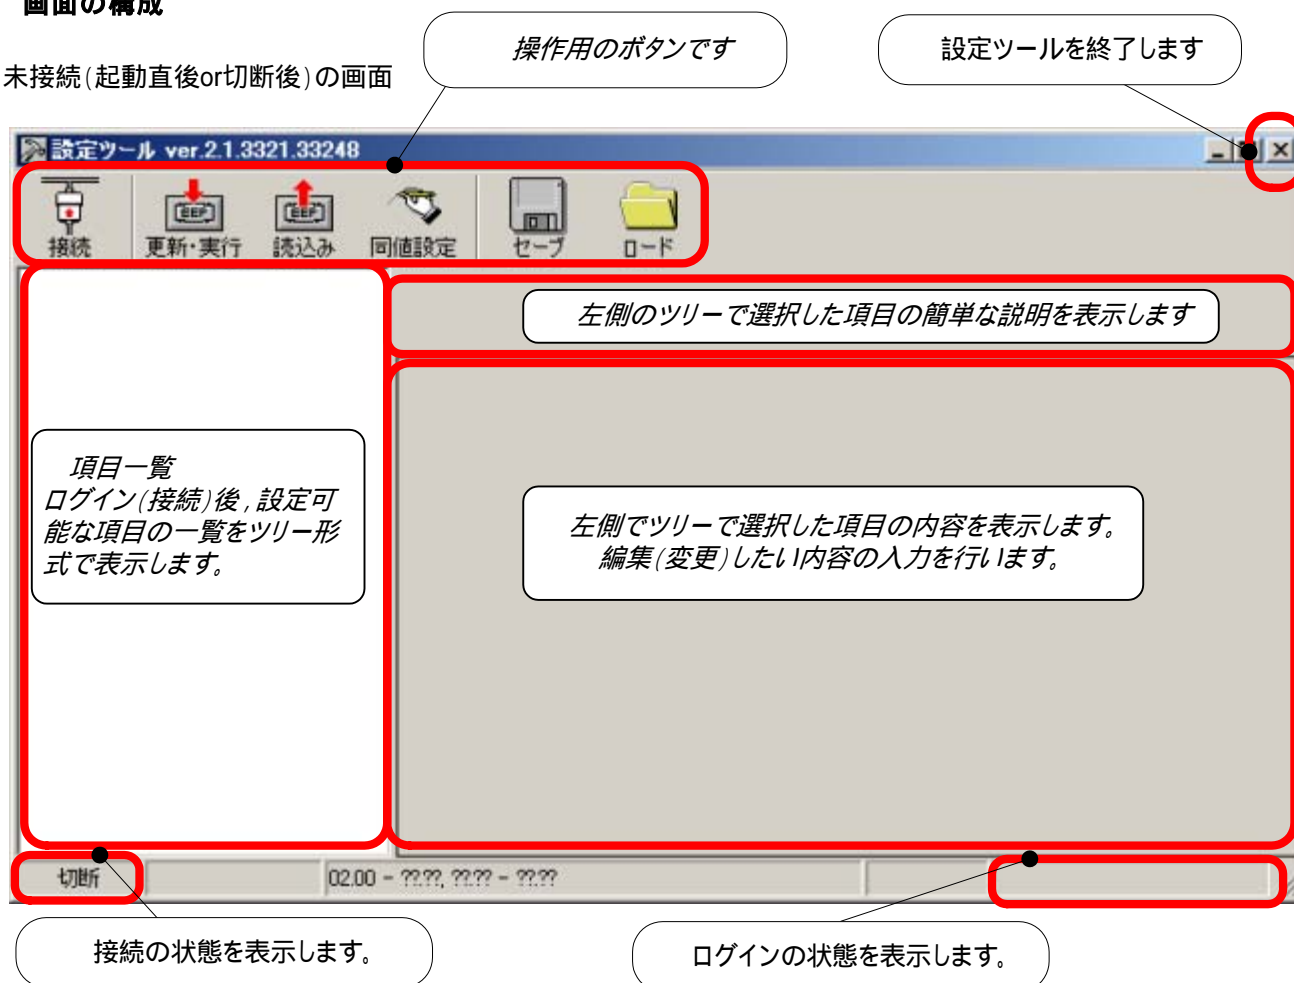 画面の構成
操作用のボタンです
設定ツールを終了します
未接続(起動直後or切断後)の画面
設定ツール ver.2.1.3321.33248
接続
更新・実行
読込み
同値設定
セーブ
ロード
左側のツリーで選択した項目の簡単な説明を表示します
項目一覧
ログイン(接続)後,設定可
能な項目の一覧をツリー形
式で表示します。
左側でツリーで選択した項目の内容を表示します。
編集(変更)したい内容の入力を行います。
切断
02.00 - ??.??, ??.?? - ??.??
接続の状態を表示します。
ログインの状態を表示します。